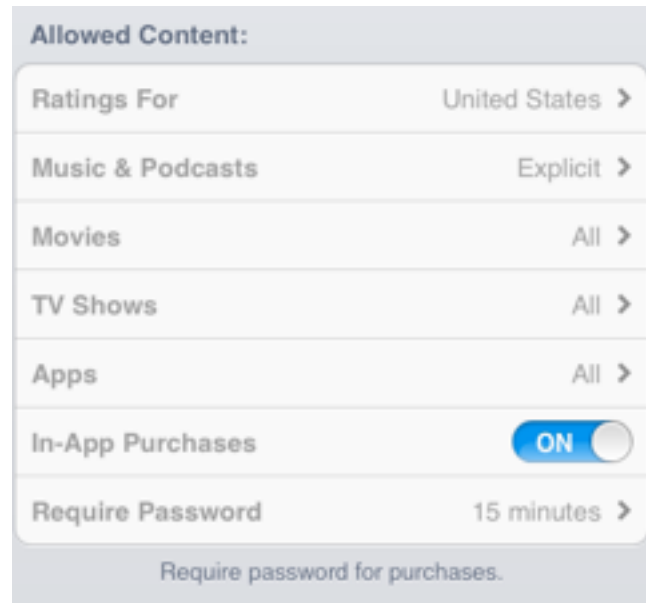 Allowed Content:
Ratings For United States
Music & Podcasts Explicit
Movies All
TV Shows All
Apps All
In-App Purchases ON
Require Password 15 minutes
Require password for purchases.